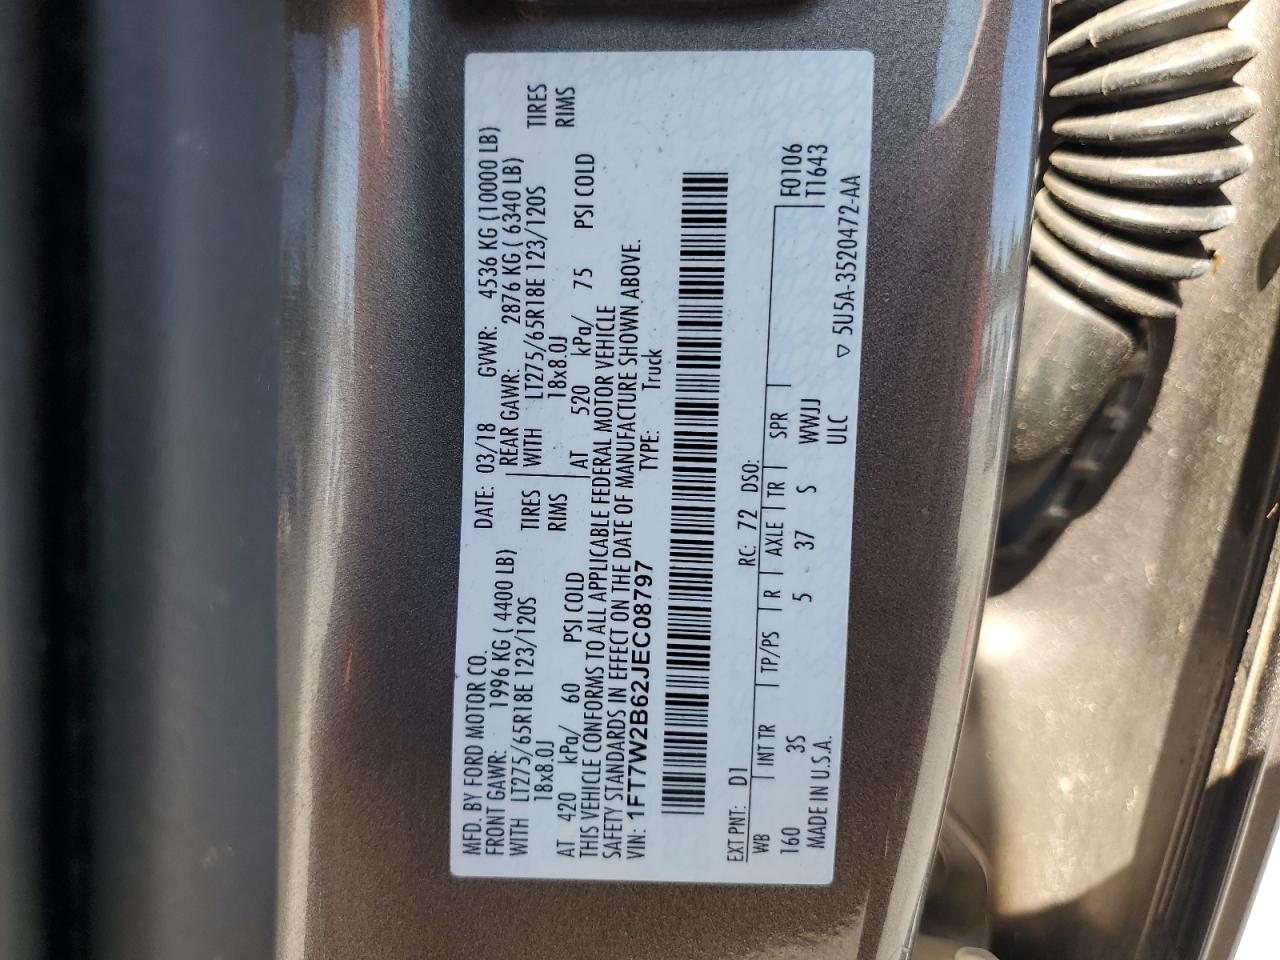 MFD. BY FORD MOTOR CO.
DATE: 03/18 GVWR: 4536 KG (10000 LB)
FRONT GAWR: 1996 KG ( 4400 LB) REAR GAWR: 2876 KG ( 6340 LB)
WITH LT275/65R18E 123/120S TIRES WITH LT275/65R18E 123/120S TIRES
18x8.0J RIMS 18x8.0J RIMS
AT 420 kPa/ 60 PSI COLD AT 520 kPa/ 75 PSI COLD
THIS VEHICLE CONFORMS TO ALL APPLICABLE FEDERAL MOTOR VEHICLE
SAFETY STANDARDS IN EFFECT ON THE DATE OF MANUFACTURE SHOWN ABOVE.
VIN: 1FT7W2B62JEC08797 TYPE: Truck
EXT PNT: D1 RC: 72 DSO:
WB INT TR TP/PS R AXLE TR SPR F0106
160 3S 5 37 S WWJJ T1643
MADE IN U.S.A. ULC
▽ 5U5A-3520472-AA